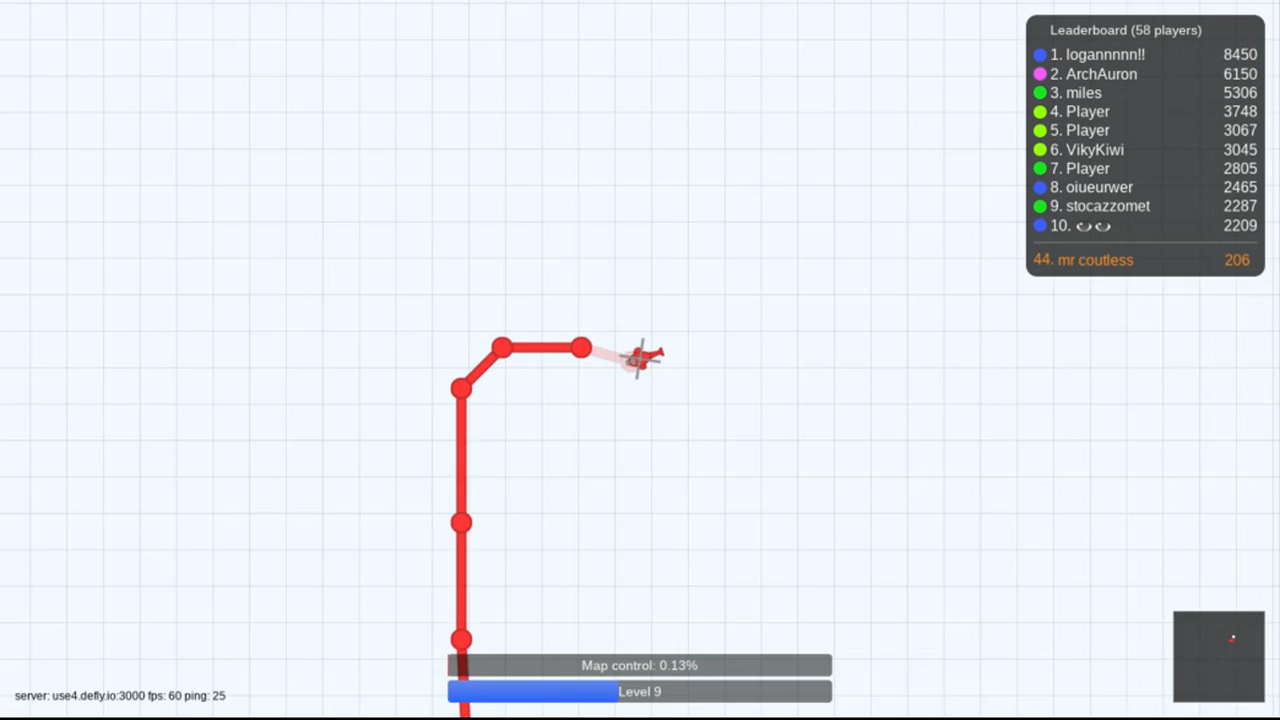 Leaderboard (58 players)
1. logannnnn!! 8450
2. ArchAuron 6150
3. miles 5306
4. Player 3748
5. Player 3067
6. VikyKiwi 3045
7. Player 2805
8. oiueurwer 2465
9. stocazzomet 2287
10. 👁👁 2209
44. mr coutless 206
Map control: 0.13%
Level 9
server: use4.defly.io:3000 fps: 60 ping: 25